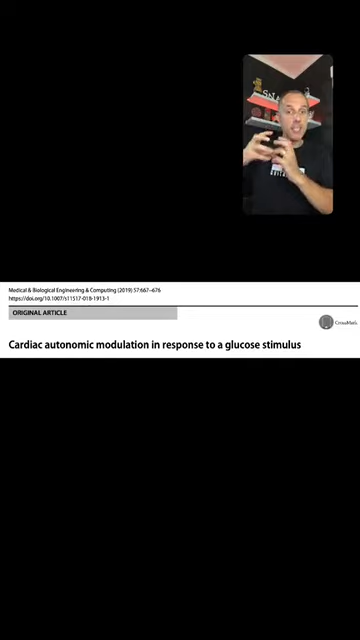 Medical & Biological Engineering & Computing (2019) 57:667–676
https://doi.org/10.1007/s11517-018-1913-1
ORIGINAL ARTICLE
CrossMark
Cardiac autonomic modulation in response to a glucose stimulus